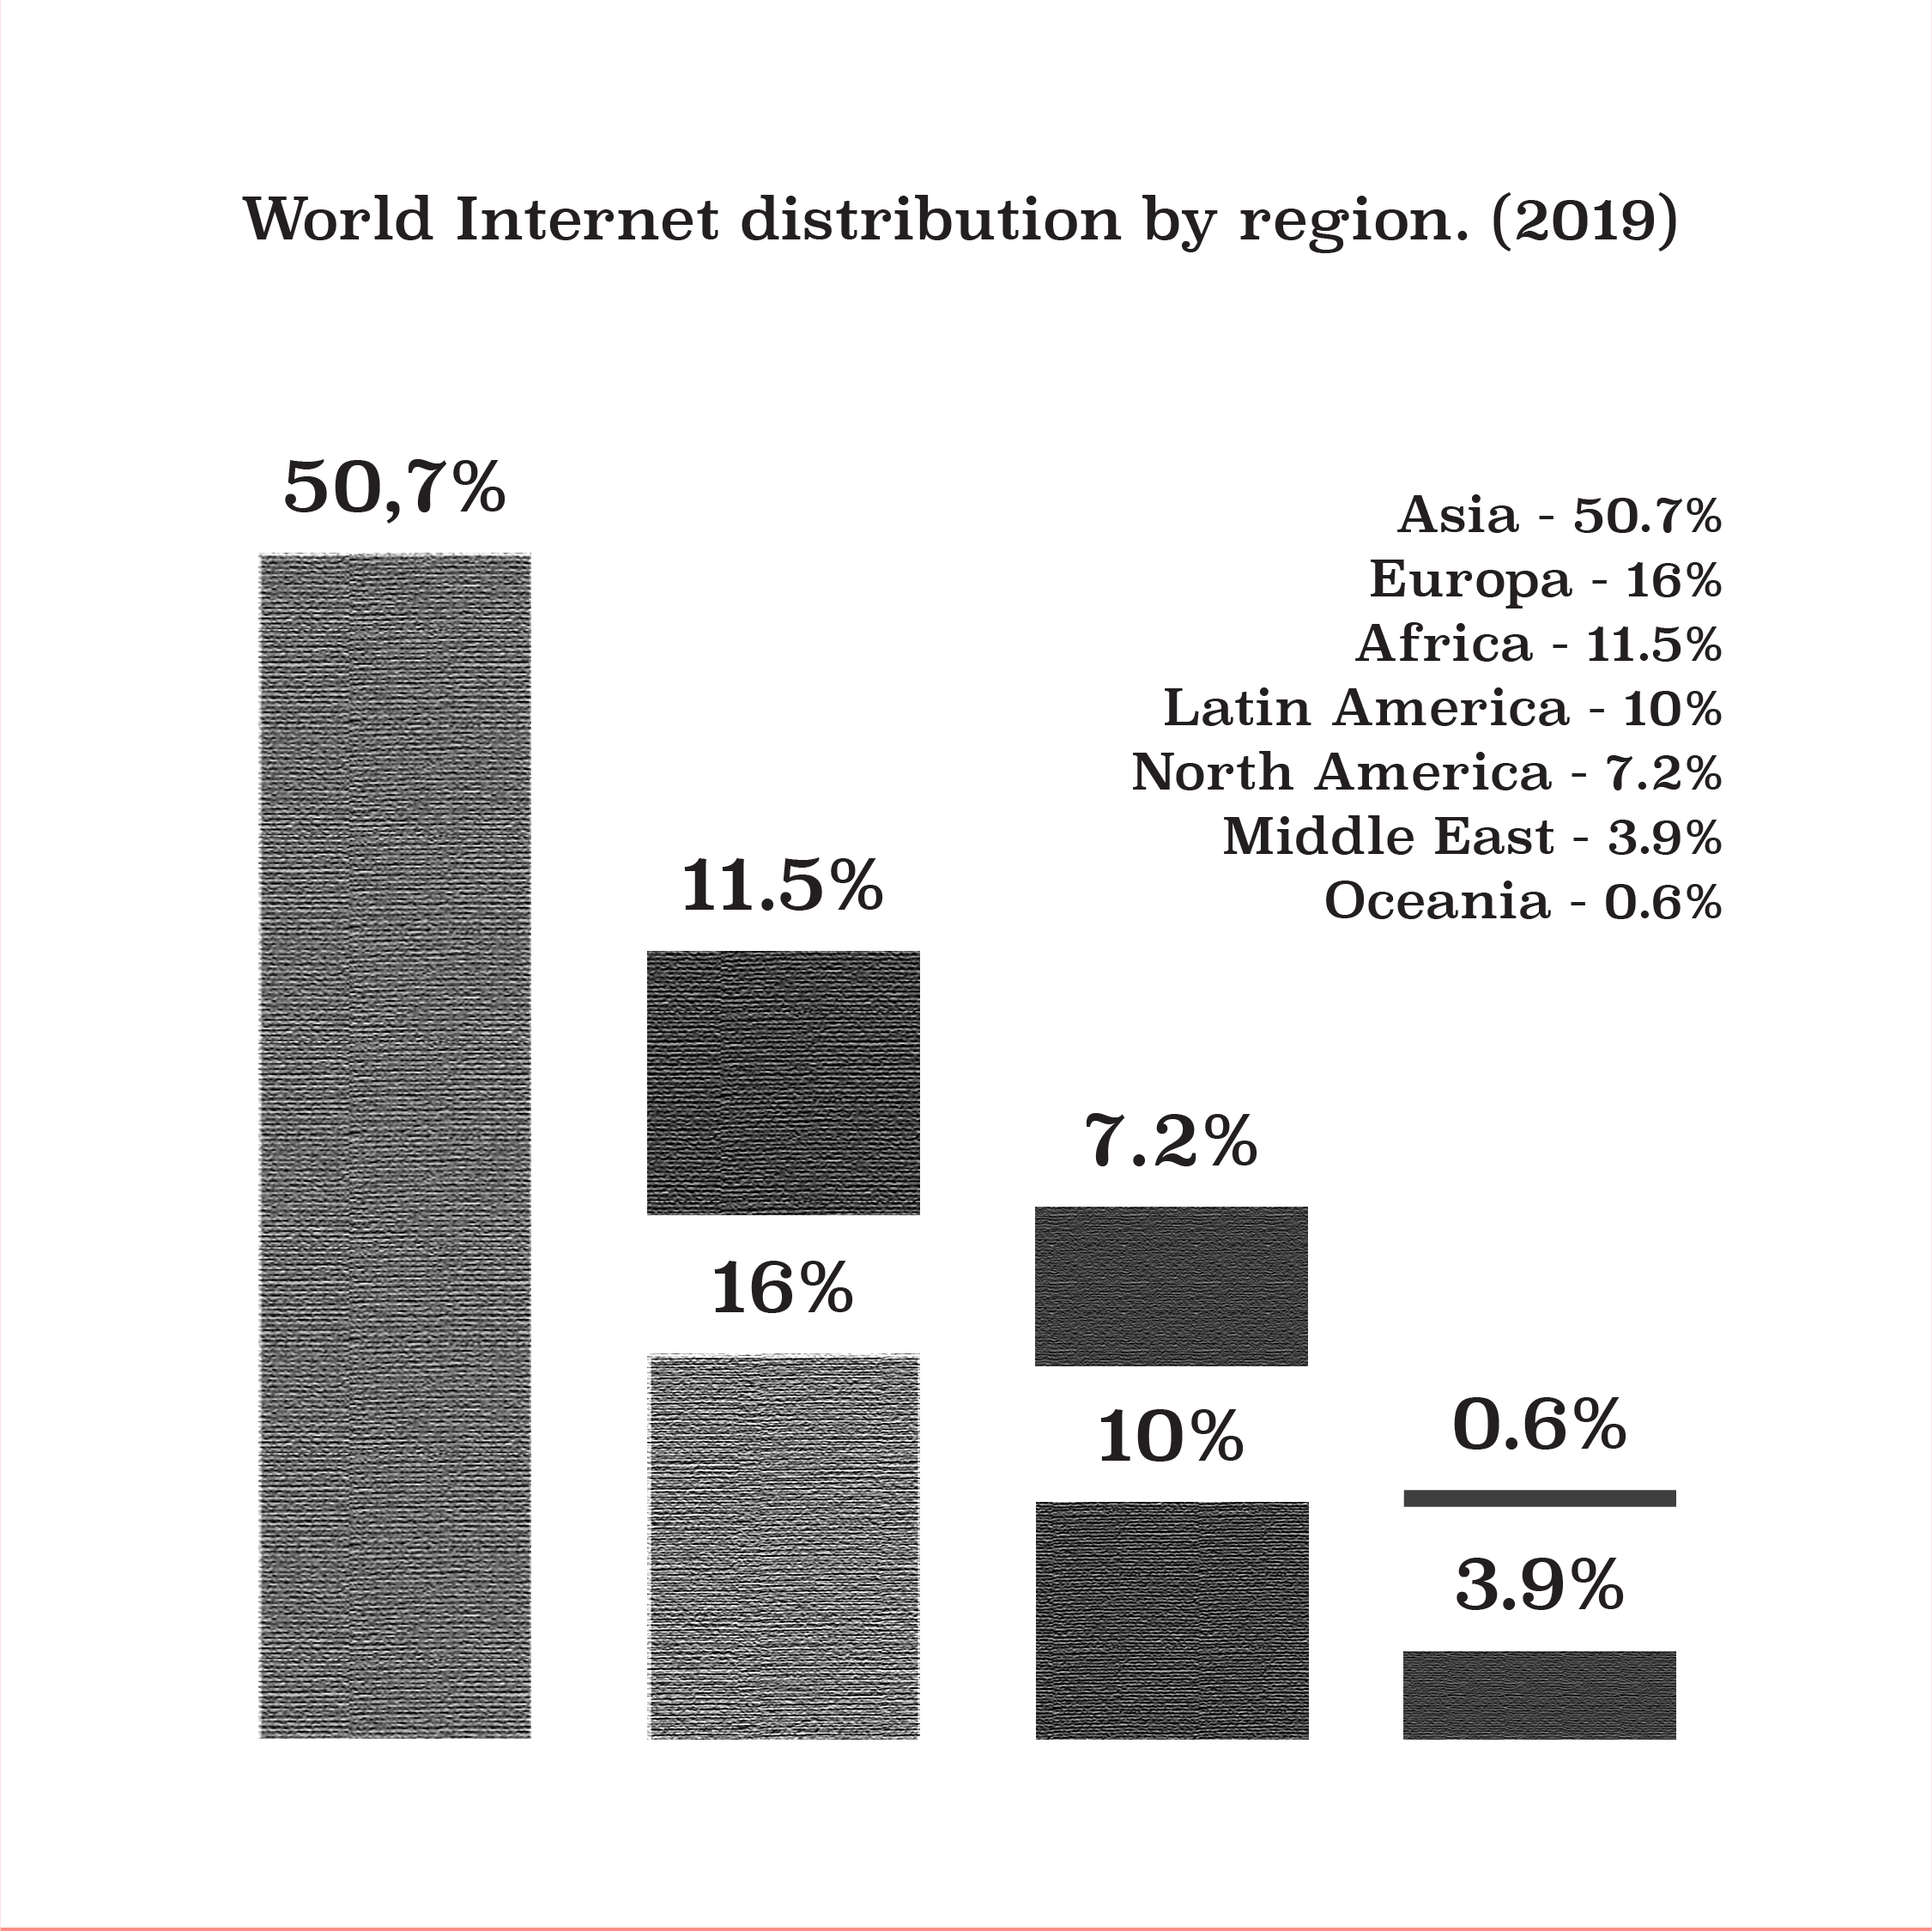 World Internet distribution by region. (2019)
50,7%
Asia - 50.7%
Europa - 16%
Africa - 11.5%
Latin America - 10%
North America - 7.2%
Middle East - 3.9%
Oceania - 0.6%
11.5%
7.2%
16%
10%
0.6%
3.9%